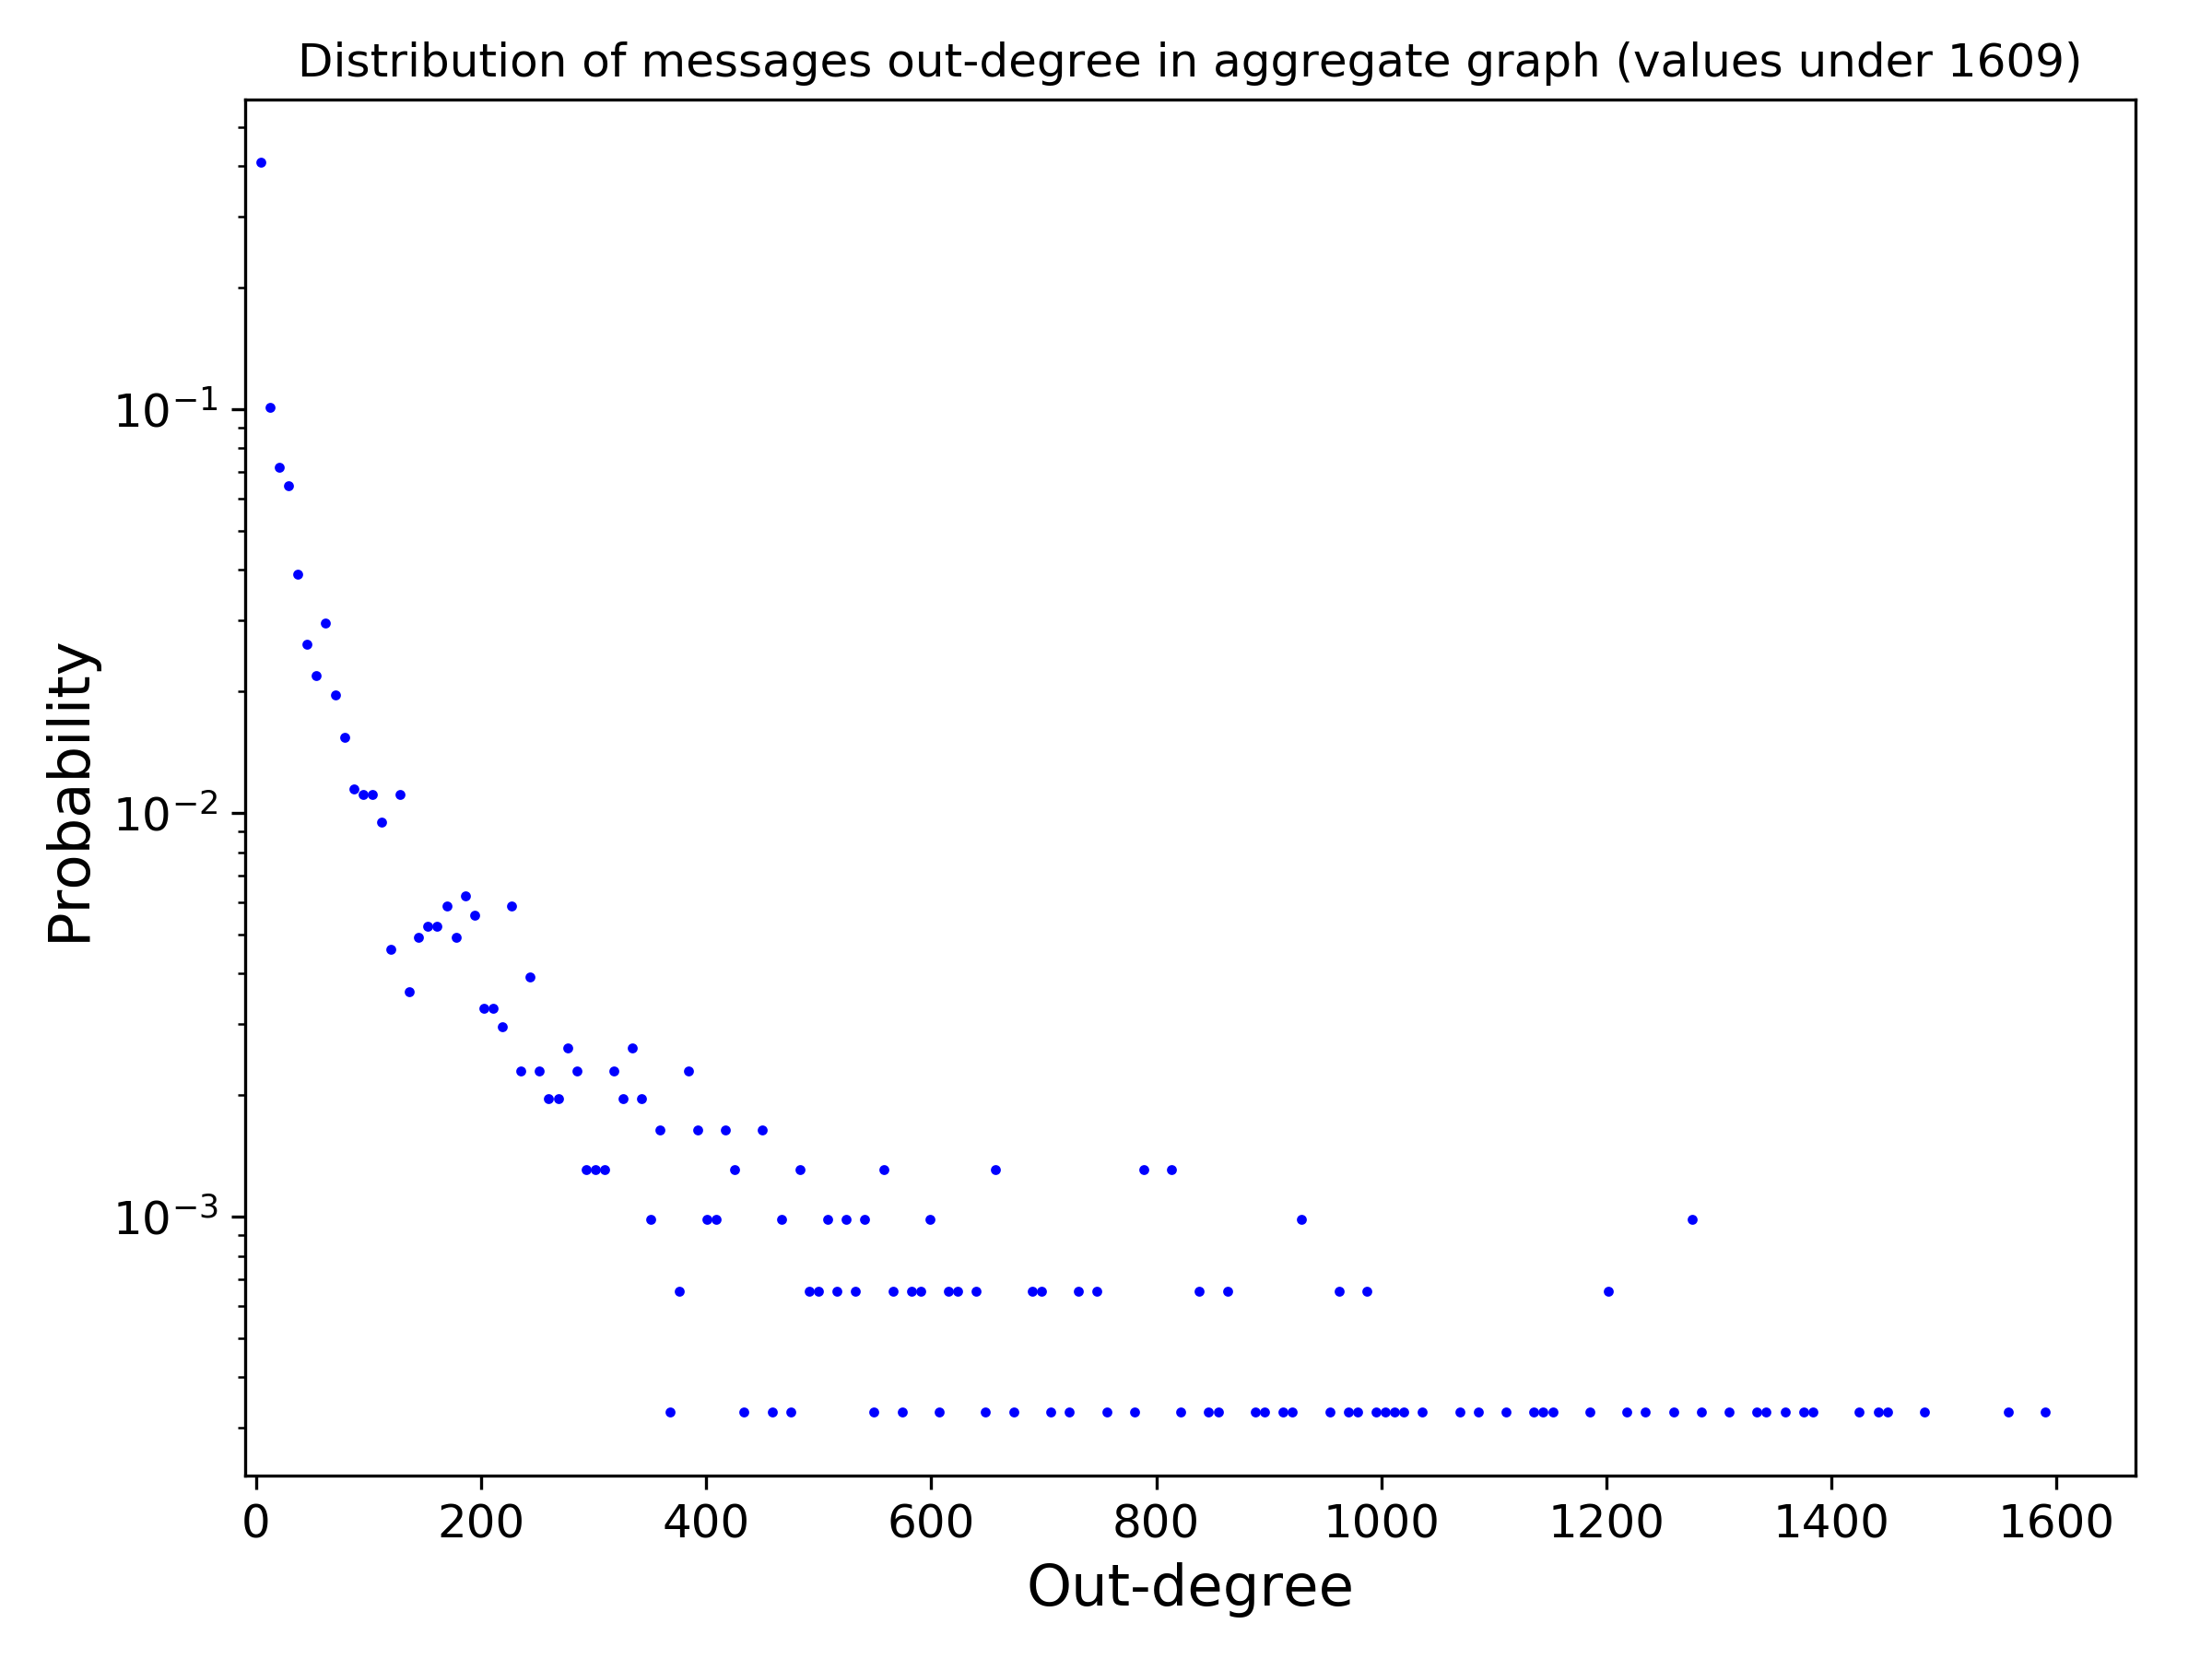 Distribution of messages out-degree in aggregate graph (values under 1609)
Probability
10⁻¹
10⁻²
10⁻³
0 200 400 600 800 1000 1200 1400 1600
Out-degree